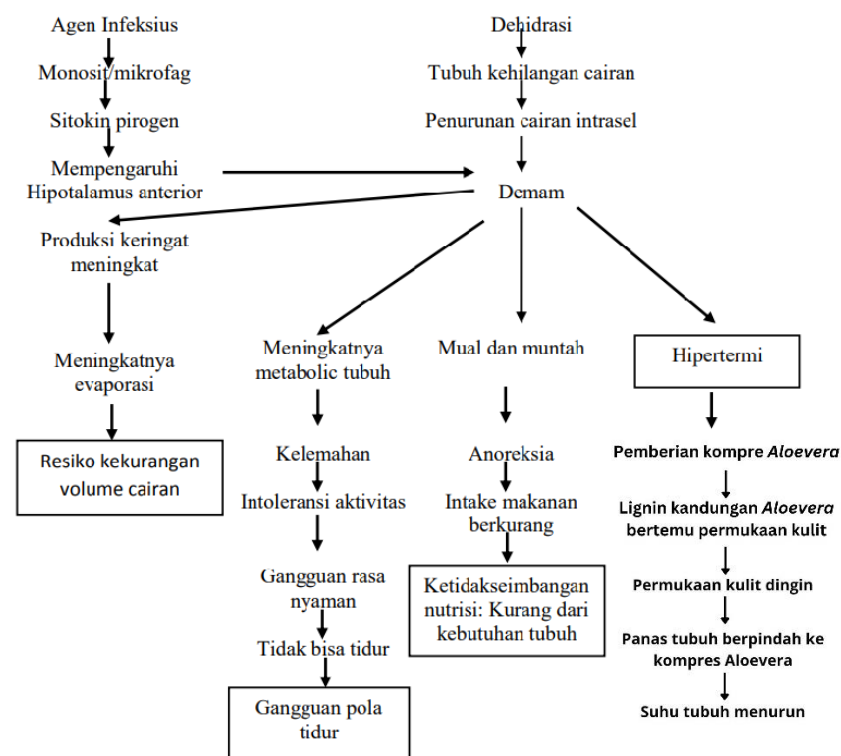 Agen Infeksius
Dehidrasi
Monosit/mikrofag
Tubuh kehilangan cairan
Sitokin pirogen
Penurunan cairan intrasel
Mempengaruhi
Hipotalamus anterior
Demam
Produksi keringat
meningkat
Meningkatnya
evaporasi
Resiko kekurangan
volume cairan
Meningkatnya
metabolic tubuh
Kelemahan
Intoleransi aktivitas
Gangguan rasa
nyaman
Tidak bisa tidur
Gangguan pola
tidur
Mual dan muntah
Anoreksia
Intake makanan
berkurang
Ketidakseimbangan
nutrisi: Kurang dari
kebutuhan tubuh
Hipertermi
Pemberian kompre Aloevera
Lignin kandungan Aloevera
bertemu permukaan kulit
Permukaan kulit dingin
Panas tubuh berpindah ke
kompres Aloevera
Suhu tubuh menurun